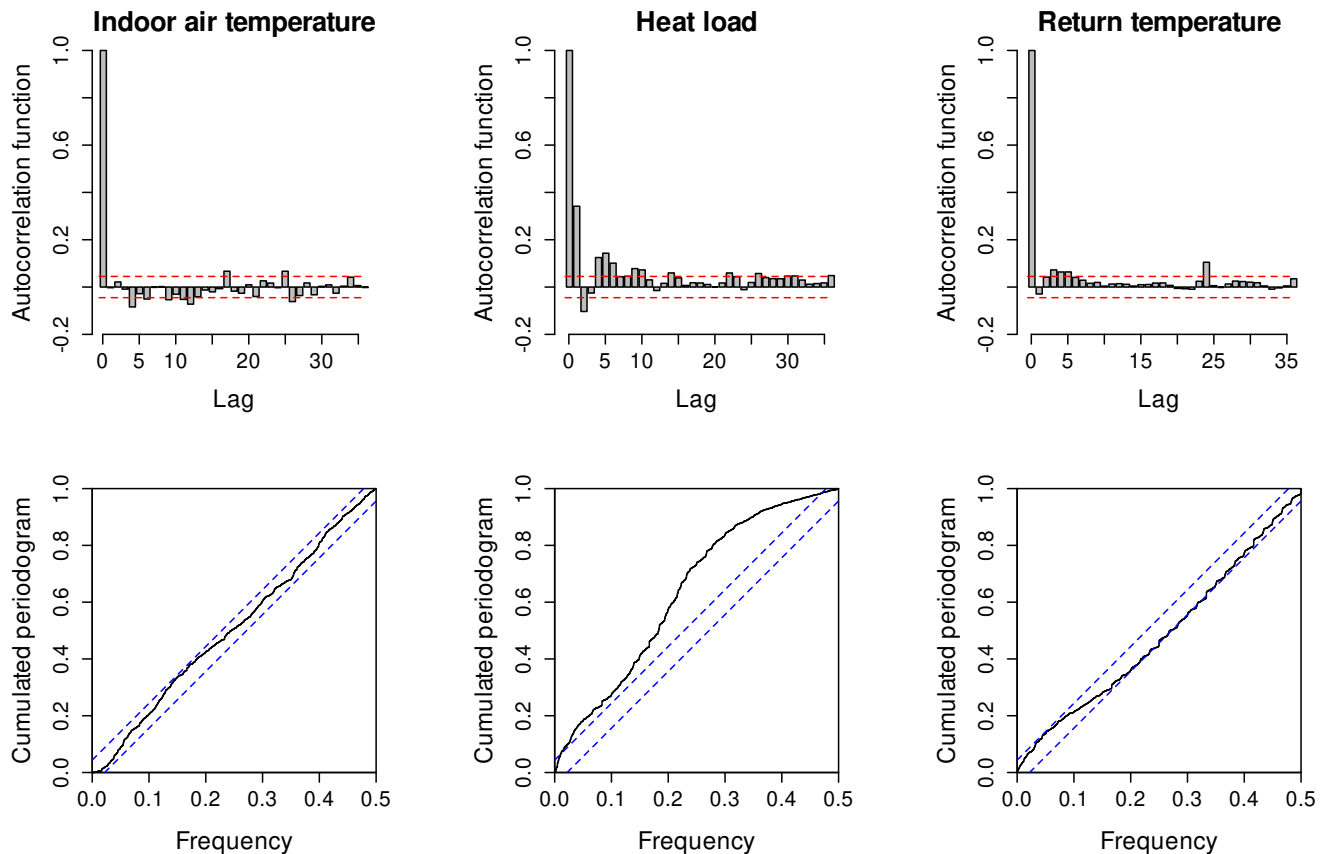 Indoor air temperature
Autocorrelation function
-0.2 0.2 0.6 1.0
0 5 10 20 30
Lag
Heat load
Autocorrelation function
-0.2 0.2 0.6 1.0
0 5 10 20 30
Lag
Return temperature
Autocorrelation function
-0.2 0.2 0.6 1.0
0 5 15 25 35
Lag
Cumulated periodogram
0.0 0.2 0.4 0.6 0.8 1.0
0.0 0.1 0.2 0.3 0.4 0.5
Frequency
Cumulated periodogram
0.0 0.2 0.4 0.6 0.8 1.0
0.0 0.1 0.2 0.3 0.4 0.5
Frequency
Cumulated periodogram
0.0 0.2 0.4 0.6 0.8 1.0
0.0 0.1 0.2 0.3 0.4 0.5
Frequency